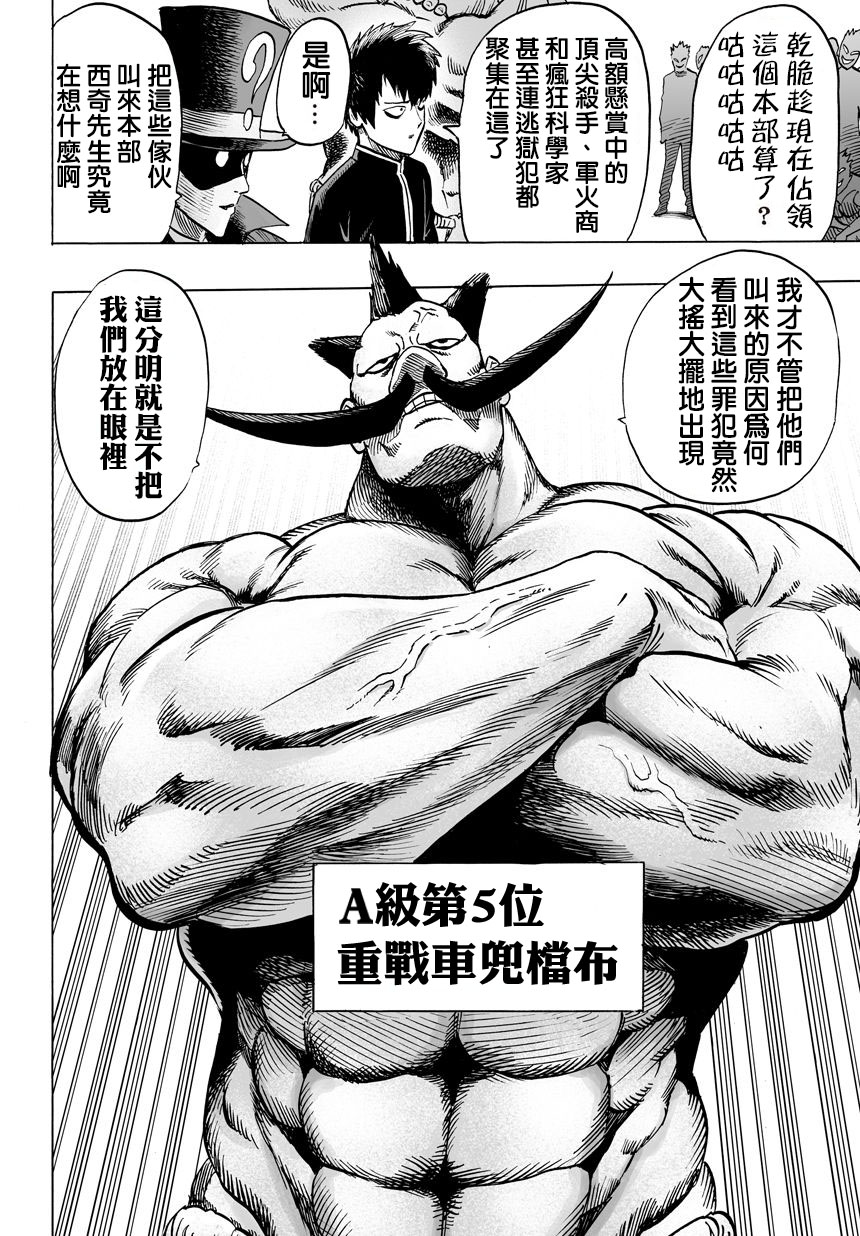 乾脆趁現在佔領
這個本部算了？
咕咕咕咕咕
高額懸賞中的
頂尖殺手、軍火商
和瘋狂科學家
甚至連逃獄犯都
聚集在這了
是啊…
把這些傢伙
叫來本部
西奇先生究竟
在想什麼啊
?
我才不管把他們
叫來的原因為何
看到這些罪犯竟然
大搖大擺地出現
這分明就是不把
我們放在眼裡
A級第5位
重戰車兜檔布